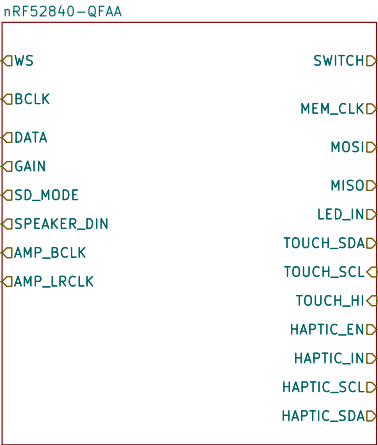 nRF52840-QFAA
WS
BCLK
DATA
GAIN
SD_MODE
SPEAKER_DIN
AMP_BCLK
AMP_LRCLK
SWITCH
MEM_CLK
MOSI
MISO
LED_IN
TOUCH_SDA
TOUCH_SCL
TOUCH_HI
HAPTIC_EN
HAPTIC_IN
HAPTIC_SCL
HAPTIC_SDA